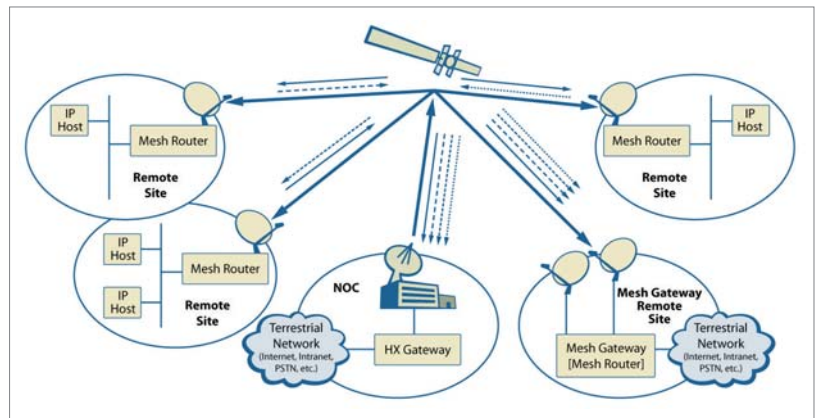 IP
Host
Mesh Router
Remote
Site
IP
Host
IP
Host
Mesh Router
Remote
Site
NOC
Terrestrial
Network
(Internet, Intranet,
PSTN, etc.)
HX Gateway
Mesh Gateway
Remote
Site
Mesh Gateway
[Mesh Router]
Terrestrial
Network
(Internet, Intranet,
PSTN, etc.)
Mesh Router
IP
Host
Remote
Site